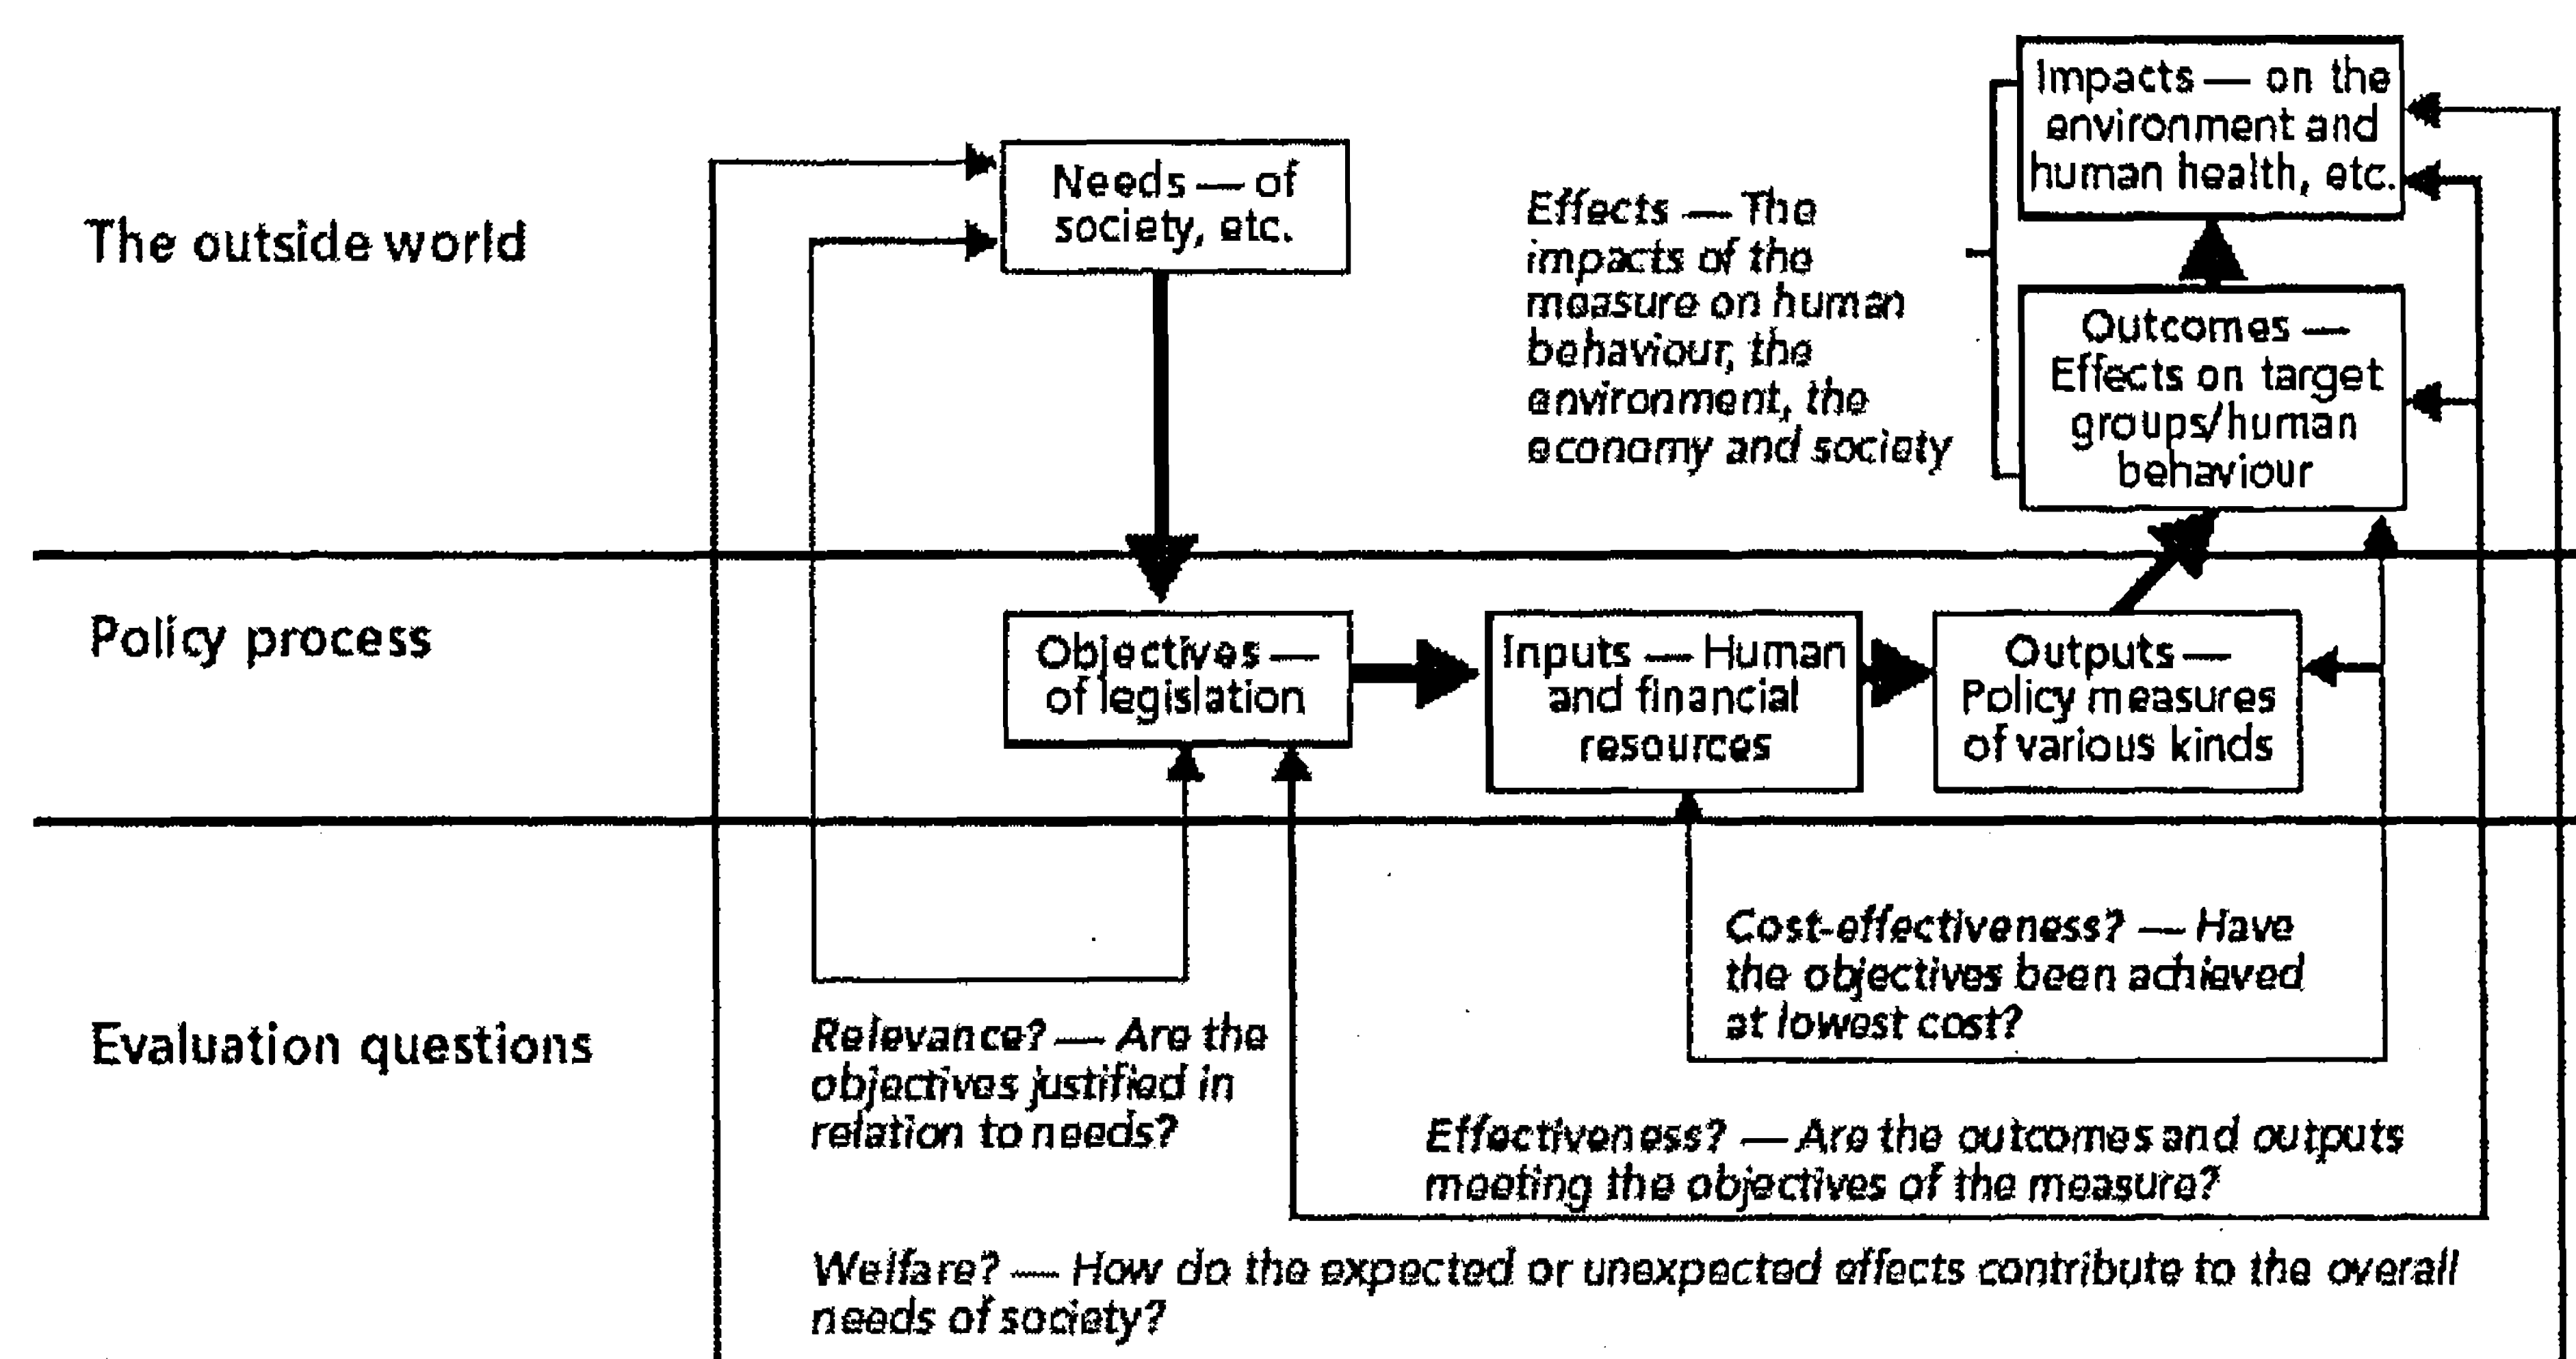 Impacts — on the
environment and
human health, etc.
Needs — of
society, etc.
The outside world
Effects — The
impacts of the
measure on human
behaviour, the
environment, the
economy and society
Outcomes —
Effects on target
groups/human
behaviour
Policy process
Objectives —
of legislation
Inputs — Human
and financial
resources
Outputs —
Policy measures
of various kinds
Evaluation questions
Cost-effectiveness? — Have
the objectives been achieved
at lowest cost?
Relevance? — Are the
objectives justified in
relation to needs?
Effectiveness? — Are the outcomes and outputs
meeting the objectives of the measure?
Welfare? — How do the expected or unexpected effects contribute to the overall
needs of society?